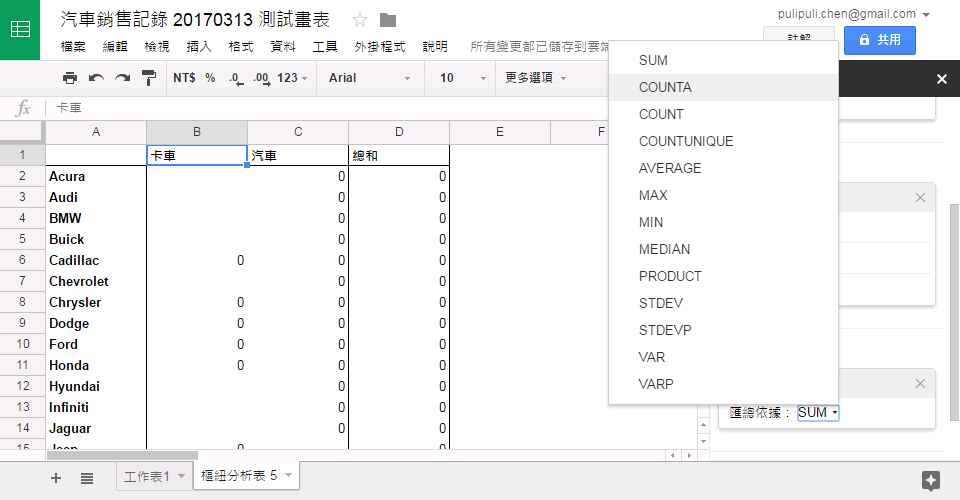 汽車銷售記錄 20170313 測試畫表
pulipuli.chen@gmail.com
檔案 編輯 檢視 插入 格式 資料 工具 外掛程式 說明 所有變更都已儲存到雲端
註解
共用
NT$ % .0 .00 123 Arial 10 更多選項
fx 卡車
A B C D E F
1 卡車 汽車 總和
2 Acura 0 0
3 Audi 0 0
4 BMW 0 0
5 Buick 0 0
6 Cadillac 0 0 0
7 Chevrolet 0 0
8 Chrysler 0 0 0
9 Dodge 0 0 0
10 Ford 0 0 0
11 Honda 0 0 0
12 Hyundai 0 0
13 Infiniti 0 0
14 Jaguar 0 0
15 Jeep 0 0
SUM
COUNTA
COUNT
COUNTUNIQUE
AVERAGE
MAX
MIN
MEDIAN
PRODUCT
STDEV
STDEVP
VAR
VARP
匯總依據： SUM
工作表1 樞紐分析表 5